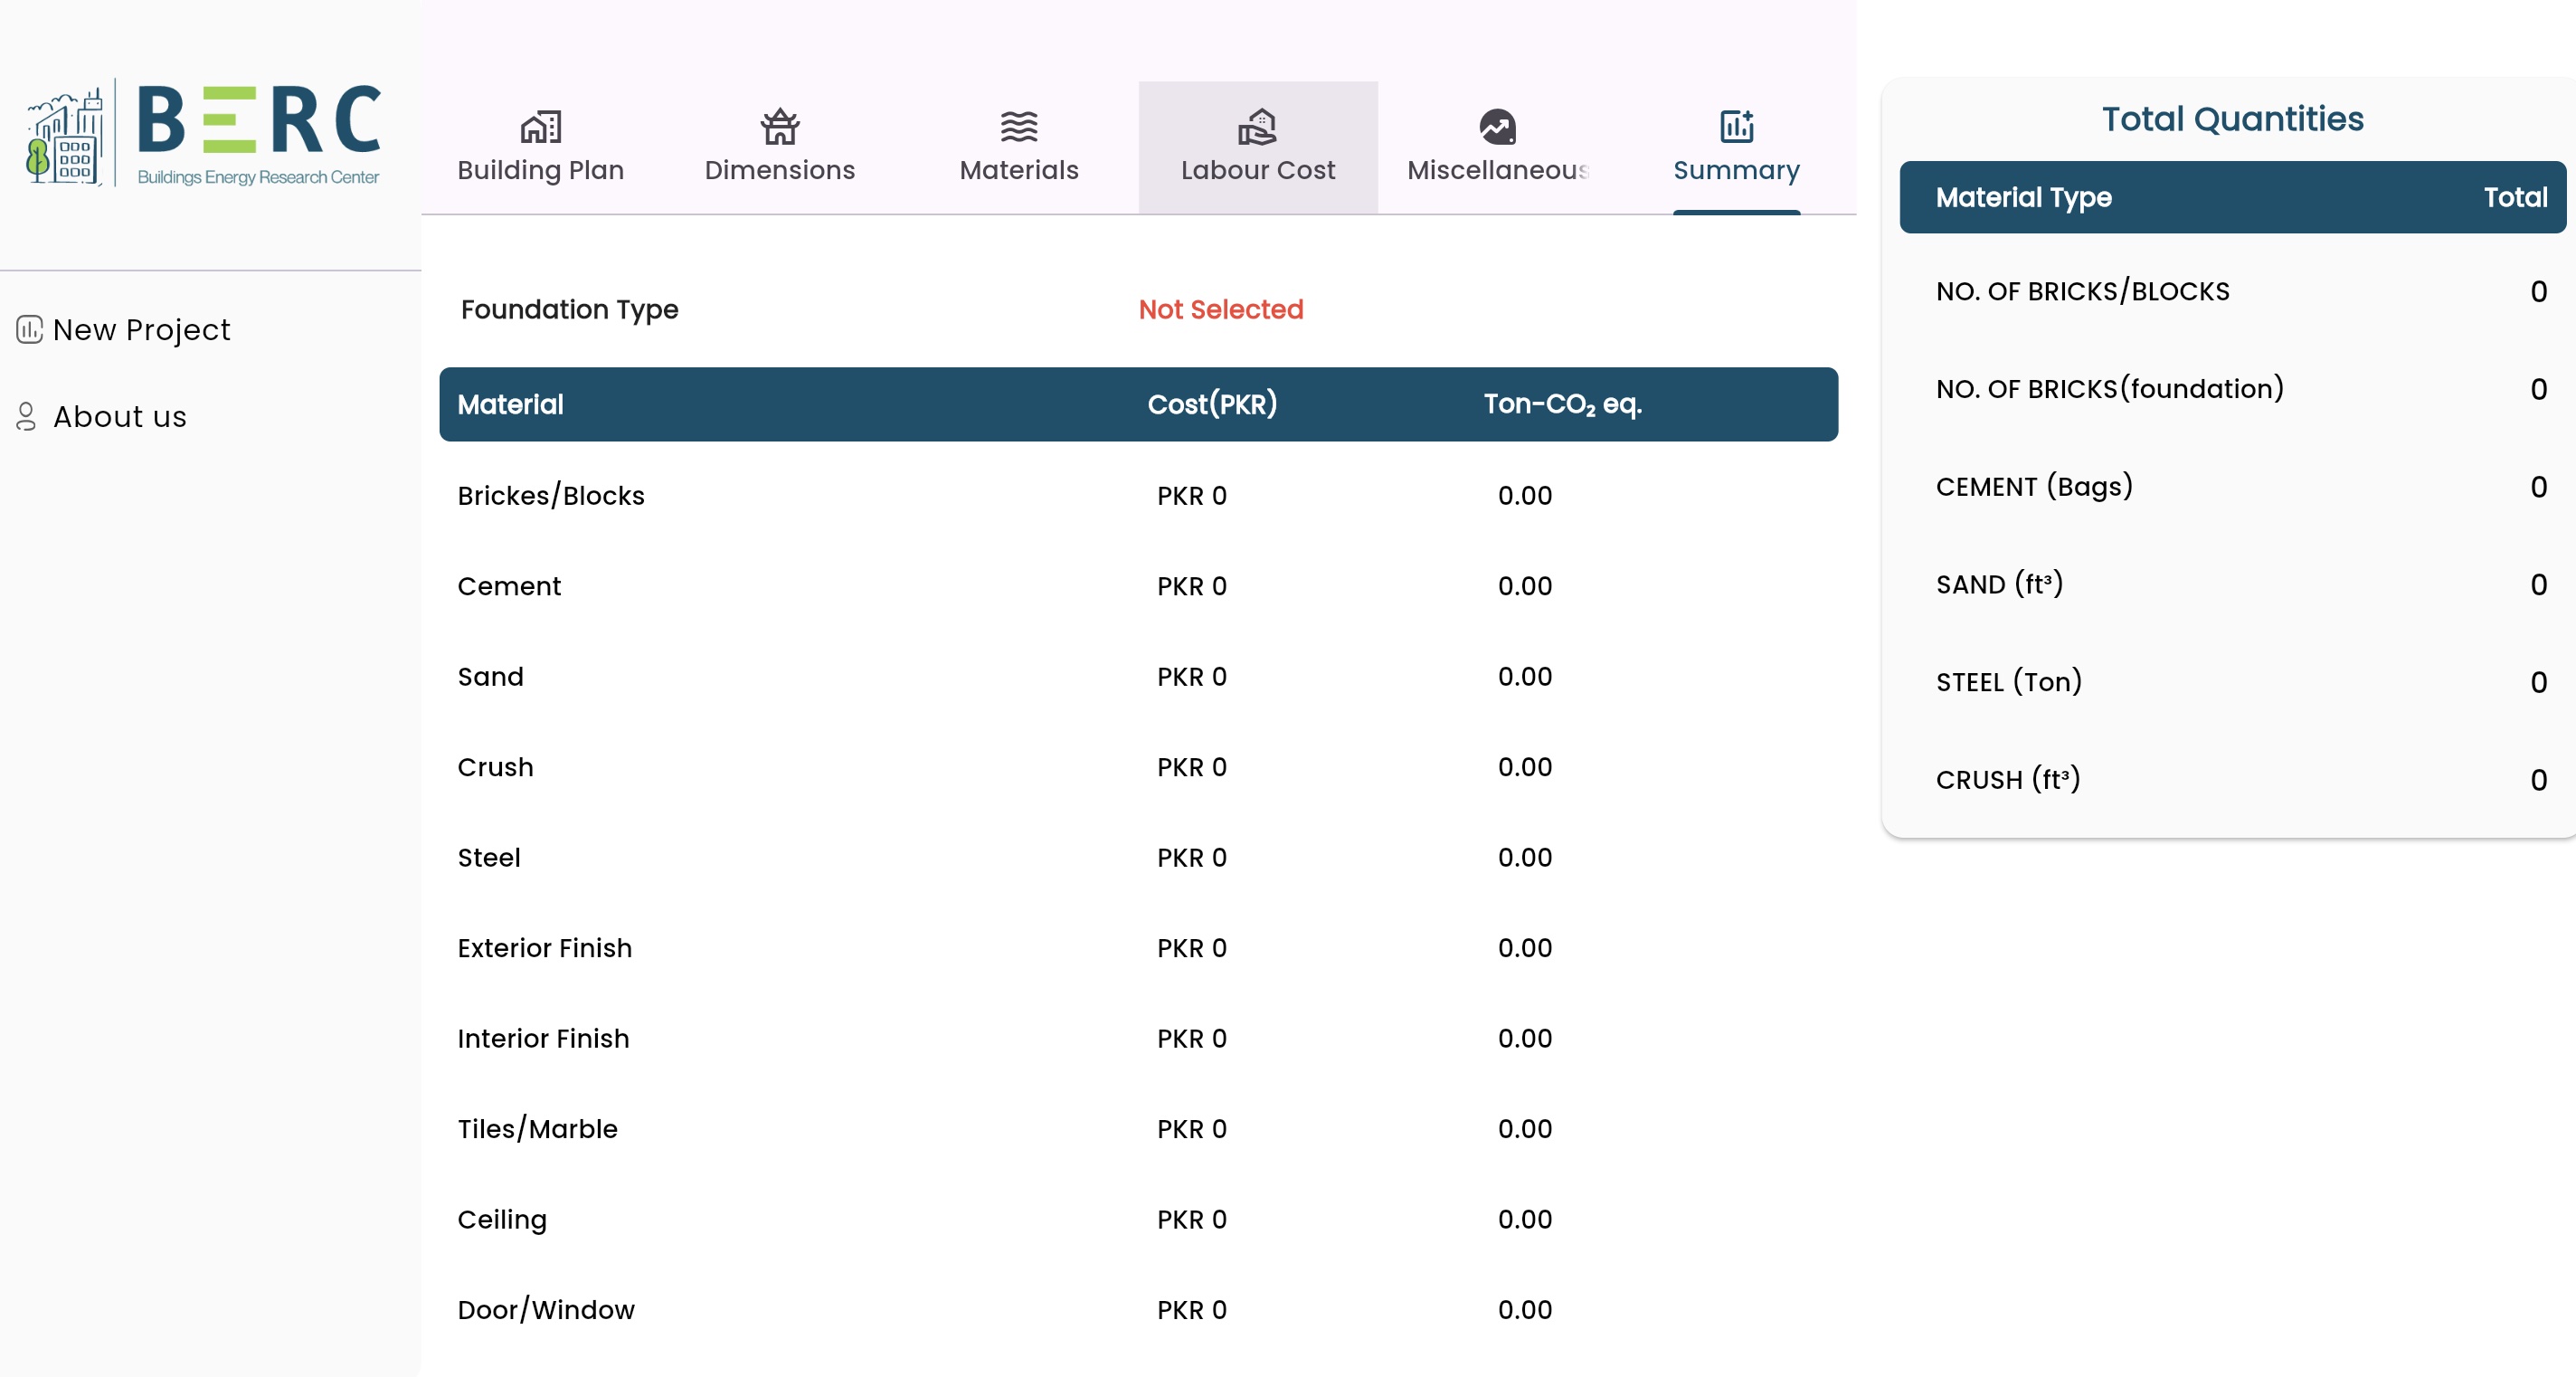 BERC
Buildings Energy Research Center
New Project
About us
Building Plan
Dimensions
Materials
Labour Cost
Miscellaneous
Summary
Foundation Type Not Selected
Material Cost(PKR) Ton-CO₂ eq.
Brickes/Blocks PKR 0 0.00
Cement PKR 0 0.00
Sand PKR 0 0.00
Crush PKR 0 0.00
Steel PKR 0 0.00
Exterior Finish PKR 0 0.00
Interior Finish PKR 0 0.00
Tiles/Marble PKR 0 0.00
Ceiling PKR 0 0.00
Door/Window PKR 0 0.00
Total Quantities
Material Type Total
NO. OF BRICKS/BLOCKS 0
NO. OF BRICKS(foundation) 0
CEMENT (Bags) 0
SAND (ft³) 0
STEEL (Ton) 0
CRUSH (ft³) 0